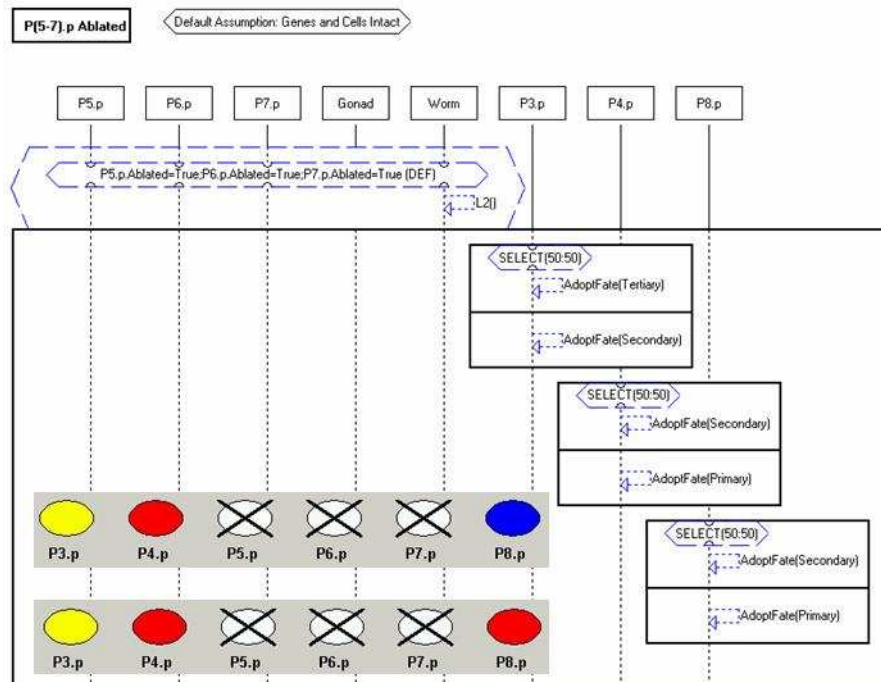 P(5-7).p Ablated
Default Assumption: Genes and Cells Intact
P5.p P6.p P7.p Gonad Worm P3.p P4.p P8.p
P5.p.Ablated=True;P6.p.Ablated=True;P7.p.Ablated=True (DEF)
L2()
SELECT(50:50)
AdoptFate(Tertiary)
AdoptFate(Secondary)
SELECT(50:50)
AdoptFate(Secondary)
AdoptFate(Primary)
SELECT(50:50)
AdoptFate(Secondary)
AdoptFate(Primary)
P3.p P4.p P5.p P6.p P7.p P8.p
P3.p P4.p P5.p P6.p P7.p P8.p